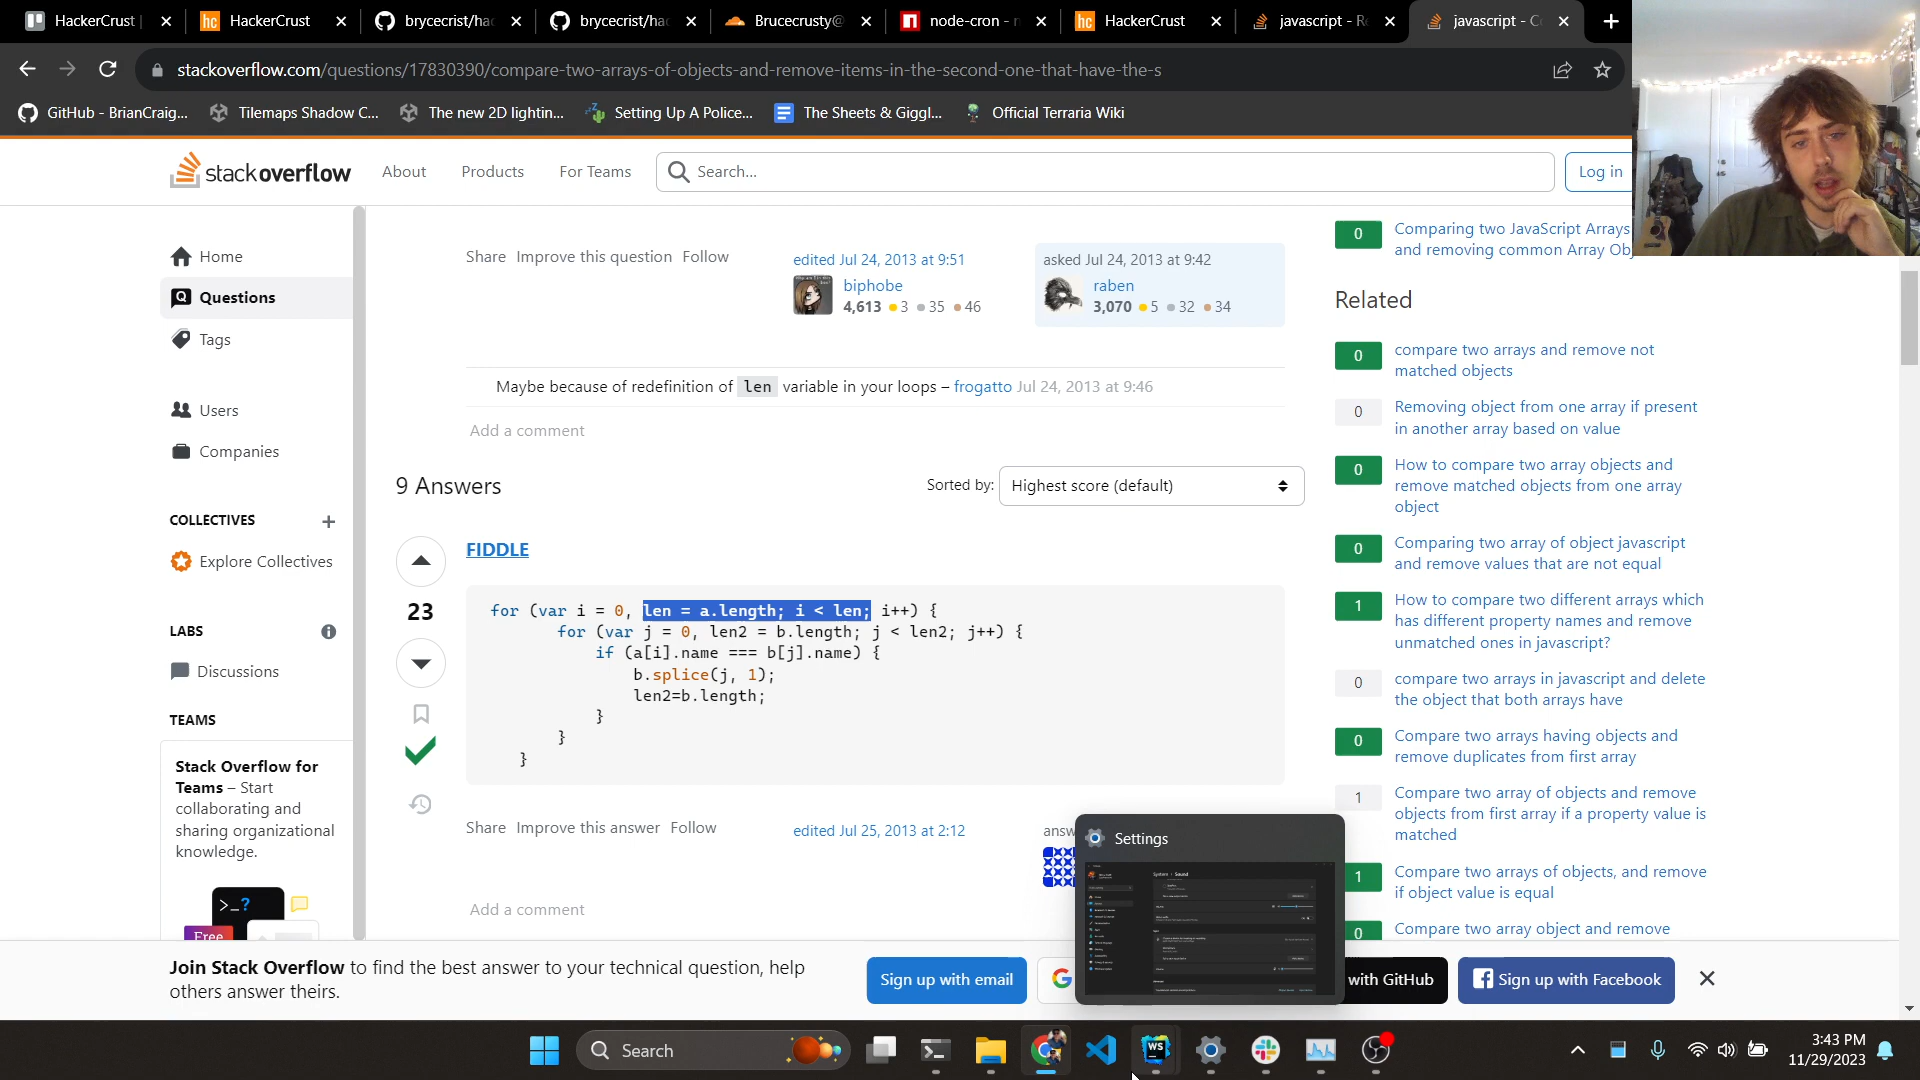 HackerCrust
HackerCrust
brycecrist/hac
brycecrist/hac
Brucecrusty@
node-cron - n
HackerCrust
javascript - R
javascript - C
stackoverflow.com/questions/17830390/compare-two-arrays-of-objects-and-remove-items-in-the-second-one-that-have-the-s
GitHub - BrianCraig...
Tilemaps Shadow C...
The new 2D lightin...
Setting Up A Police...
The Sheets & Giggl...
Official Terraria Wiki
stackoverflow
About
Products
For Teams
Search...
Log in
Home
Questions
Tags
Users
Companies
COLLECTIVES
Explore Collectives
LABS
Discussions
TEAMS
Stack Overflow for
Teams – Start
collaborating and
sharing organizational
knowledge.
>_?
Free
Share Improve this question Follow
edited Jul 24, 2013 at 9:51
biphobe
4,613 3 35 46
asked Jul 24, 2013 at 9:42
raben
3,070 5 32 34
Maybe because of redefinition of len variable in your loops – frogatto Jul 24, 2013 at 9:46
Add a comment
9 Answers
Sorted by:
Highest score (default)
23
FIDDLE
for (var i = 0, len = a.length; i < len; i++) {
for (var j = 0, len2 = b.length; j < len2; j++) {
if (a[i].name === b[j].name) {
b.splice(j, 1);
len2=b.length;
}
}
}
Share Improve this answer Follow
edited Jul 25, 2013 at 2:12
answ
Add a comment
0
Comparing two JavaScript Arrays
and removing common Array Ob
Related
0
compare two arrays and remove not
matched objects
0
Removing object from one array if present
in another array based on value
0
How to compare two array objects and
remove matched objects from one array
object
0
Comparing two array of object javascript
and remove values that are not equal
1
How to compare two different arrays which
has different property names and remove
unmatched ones in javascript?
0
compare two arrays in javascript and delete
the object that both arrays have
0
Compare two arrays having objects and
remove duplicates from first array
1
Compare two array of objects and remove
objects from first array if a property value is
matched
1
Compare two arrays of objects, and remove
if object value is equal
0
Compare two array object and remove
Settings
System › Sound
Join Stack Overflow to find the best answer to your technical question, help
others answer theirs.
Sign up with email
with GitHub
Sign up with Facebook
Search
WS
3:43 PM
11/29/2023